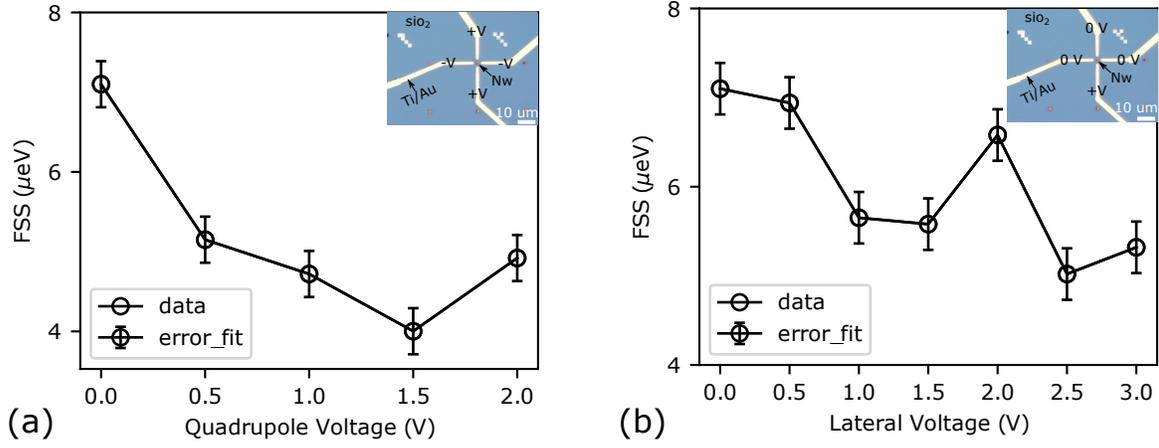 8
6
4
FSS (μeV)
sio2
+V
-V
-V
Nw
Ti/Au
+V
10 um
data
error_fit
0.0 0.5 1.0 1.5 2.0
Quadrupole Voltage (V)
(a)
8
6
4
FSS (μeV)
sio2
0 V
0 V
0 V
Nw
Ti/Au
+V
10 um
data
error_fit
0.0 0.5 1.0 1.5 2.0 2.5 3.0
Lateral Voltage (V)
(b)